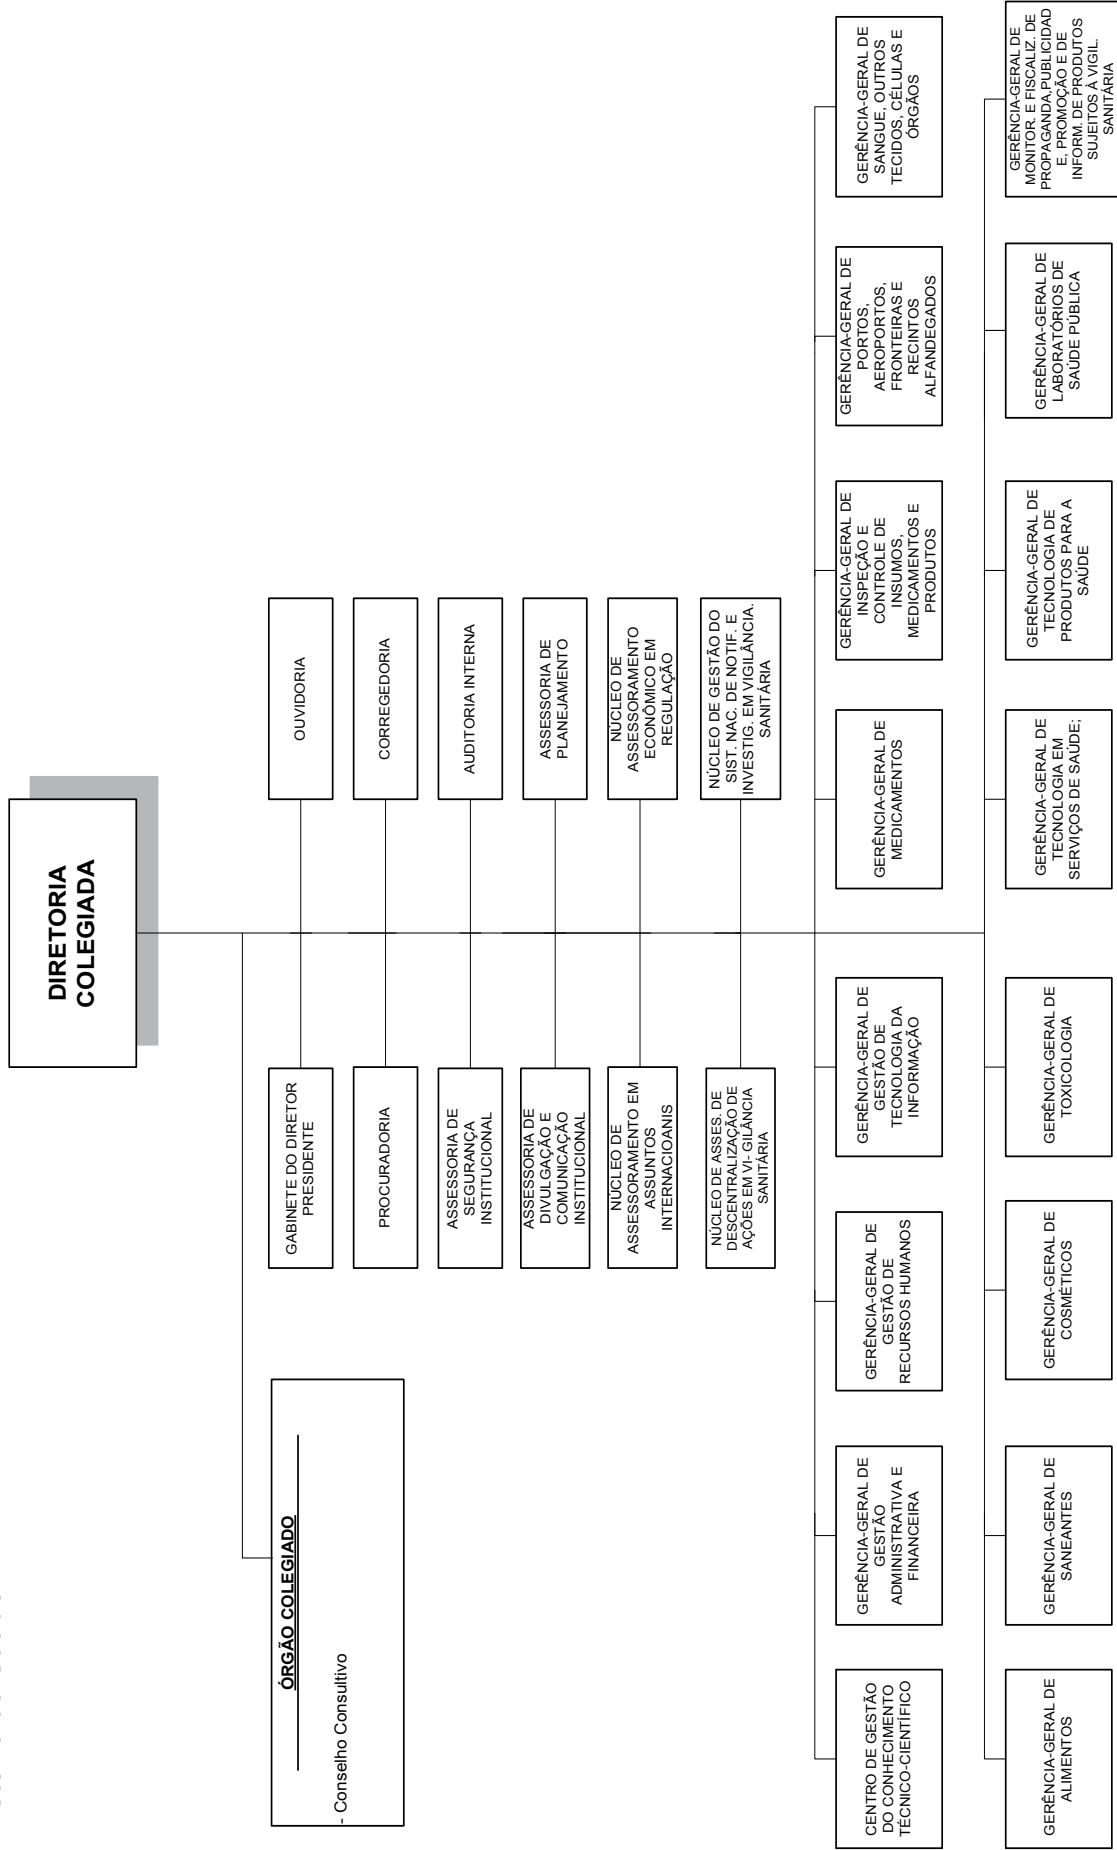 DIRETORIA
COLEGIADA
ÓRGÃO COLEGIADO
- Conselho Consultivo
GABINETE DO DIRETOR
PRESIDENTE
OUVIDORIA
PROCURADORIA
CORREGEDORIA
ASSESSORIA DE
SEGURANÇA
INSTITUCIONAL
AUDITORIA INTERNA
ASSESSORIA DE
DIVULGAÇÃO E
COMUNICAÇÃO
INSTITUCIONAL
ASSESSORIA DE
PLANEJAMENTO
NÚCLEO DE
ASSESSORAMENTO EM
ASSUNTOS
INTERNACIOANIS
NÚCLEO DE
ASSESSORAMENTO
ECONÔMICO EM
REGULAÇÃO
NÚCLEO DE ASSES. DE
DESCENTRALIZAÇÃO DE
AÇÕES EM VI- GILÂNCIA
SANITÁRIA
NÚCLEO DE GESTÃO DO
SIST. NAC. DE NOTIF. E
INVESTIG. EM VIGILÂNCIA.
SANITÁRIA
CENTRO DE GESTÃO
DO CONHECIMENTO
TÉCNICO-CIENTÍFICO
GERÊNCIA-GERAL DE
GESTÃO
ADMINISTRATIVA E
FINANCEIRA
GERÊNCIA-GERAL DE
GESTÃO DE
RECURSOS HUMANOS
GERÊNCIA-GERAL DE
GESTÃO DE
TECNOLOGIA DA
INFORMAÇÃO
GERÊNCIA-GERAL DE
MEDICAMENTOS
GERÊNCIA-GERAL DE
INSPEÇÃO E
CONTROLE DE
INSUMOS,
MEDICAMENTOS E
PRODUTOS
GERÊNCIA-GERAL DE
PORTOS,
AEROPORTOS,
FRONTEIRAS E
RECINTOS
ALFANDEGADOS
GERÊNCIA-GERAL DE
SANGUE, OUTROS
TECIDOS, CÉLULAS E
ÓRGÃOS
GERÊNCIA-GERAL DE
ALIMENTOS
GERÊNCIA-GERAL DE
SANEANTES
GERÊNCIA-GERAL DE
COSMÉTICOS
GERÊNCIA-GERAL DE
TOXICOLOGIA
GERÊNCIA-GERAL DE
TECNOLOGIA EM
SERVIÇOS DE SAÚDE;
GERÊNCIA-GERAL DE
TECNOLOGIA DE
PRODUTOS PARA A
SAÚDE
GERÊNCIA-GERAL DE
LABORATÓRIOS DE
SAÚDE PÚBLICA
GERÊNCIA-GERAL DE
MONITOR. E FISCALIZ. DE
PROPAGANDA,PUBLICIDAD
E, PROMOÇÃO E DE
INFORM. DE PRODUTOS
SUJEITOS À VIGIL.
SANITÁRIA